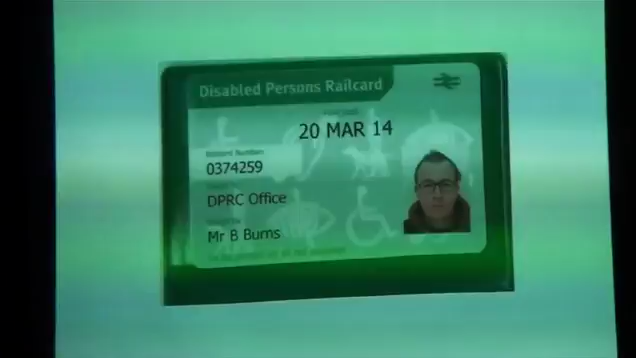 Disabled Persons Railcard
20 MAR 14
0374259
DPRC Office
Mr B Burns